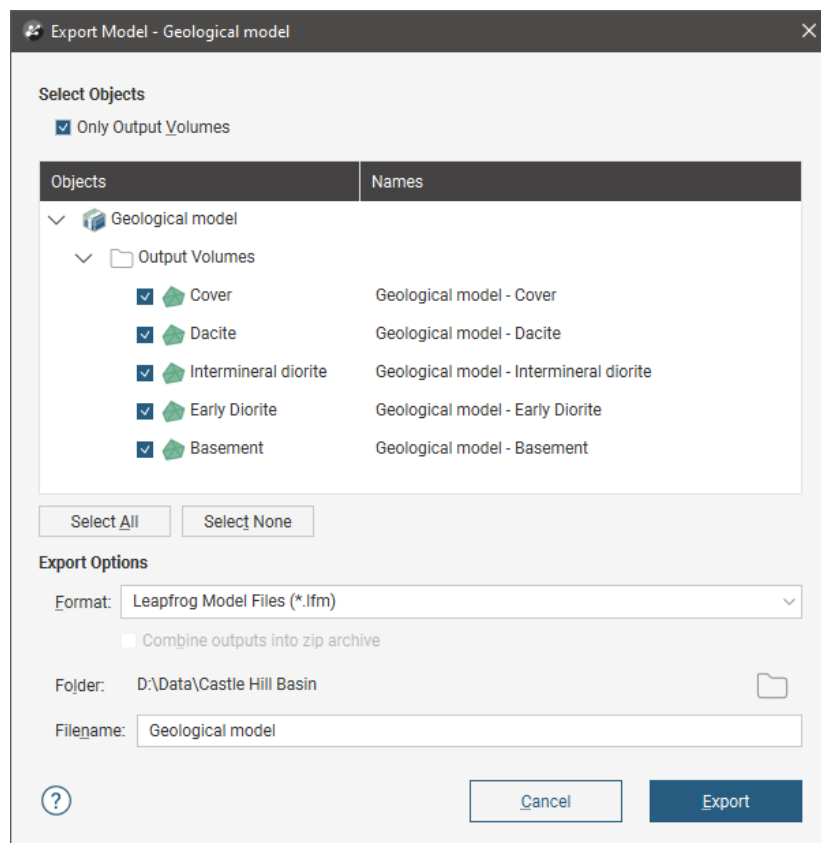 Export Model - Geological model
Select Objects
Only Output Volumes
Objects Names
Geological model
Output Volumes
Cover Geological model - Cover
Dacite Geological model - Dacite
Intermineral diorite Geological model - Intermineral diorite
Early Diorite Geological model - Early Diorite
Basement Geological model - Basement
Select All Select None
Export Options
Format: Leapfrog Model Files (*.lfm)
Combine outputs into zip archive
Folder: D:\Data\Castle Hill Basin
Filename: Geological model
? Cancel Export